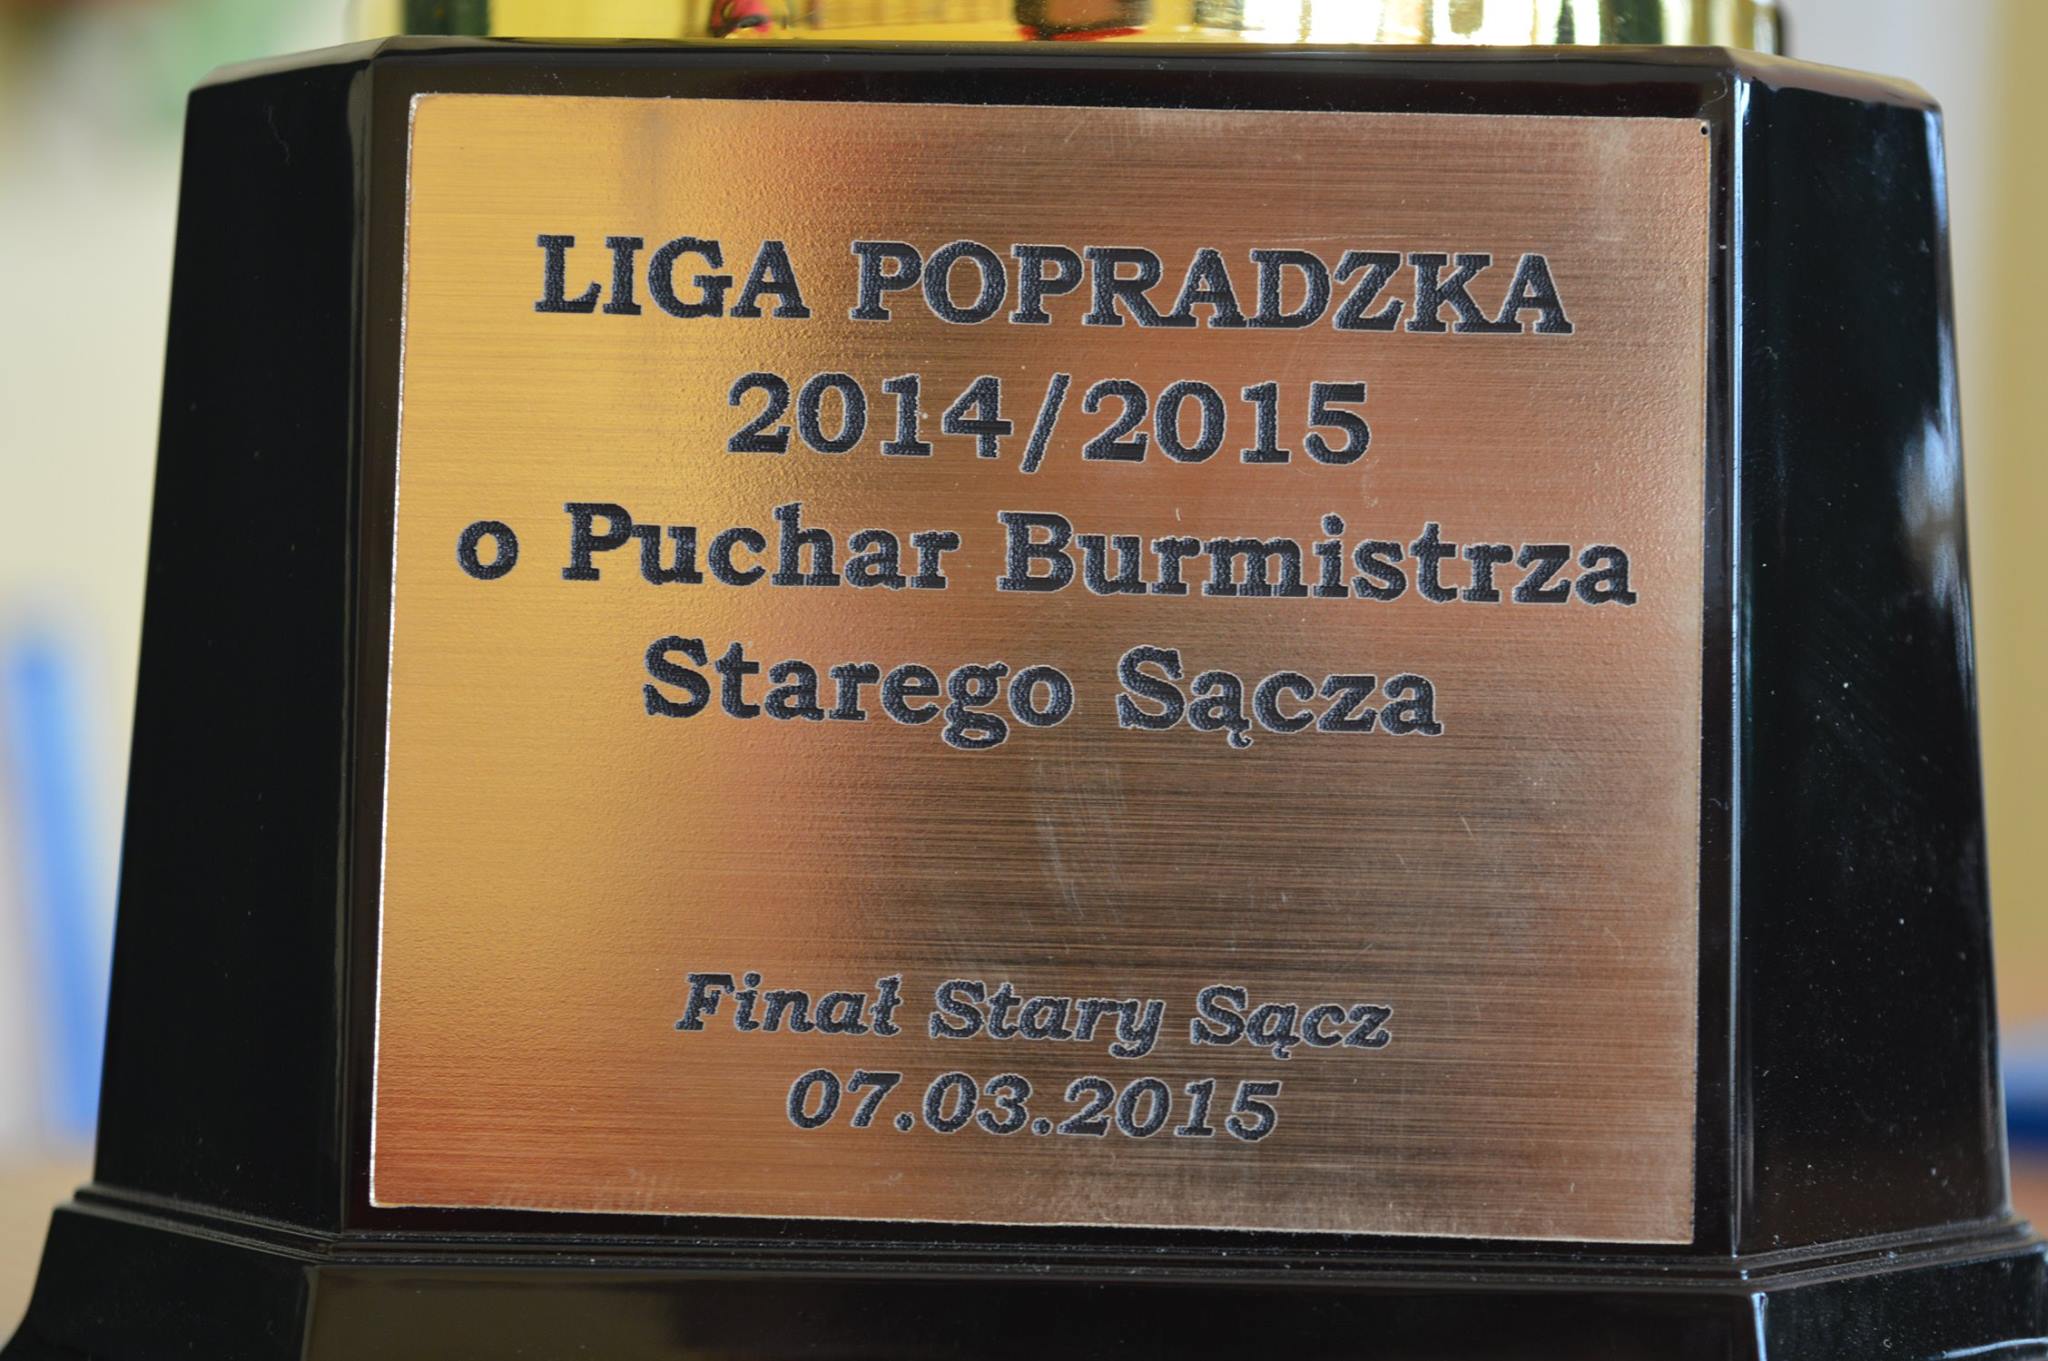 LIGA POPRADZKA
2014/2015
o Puchar Burmistrza
Starego Sącza
Finał Stary Sącz
07.03.2015